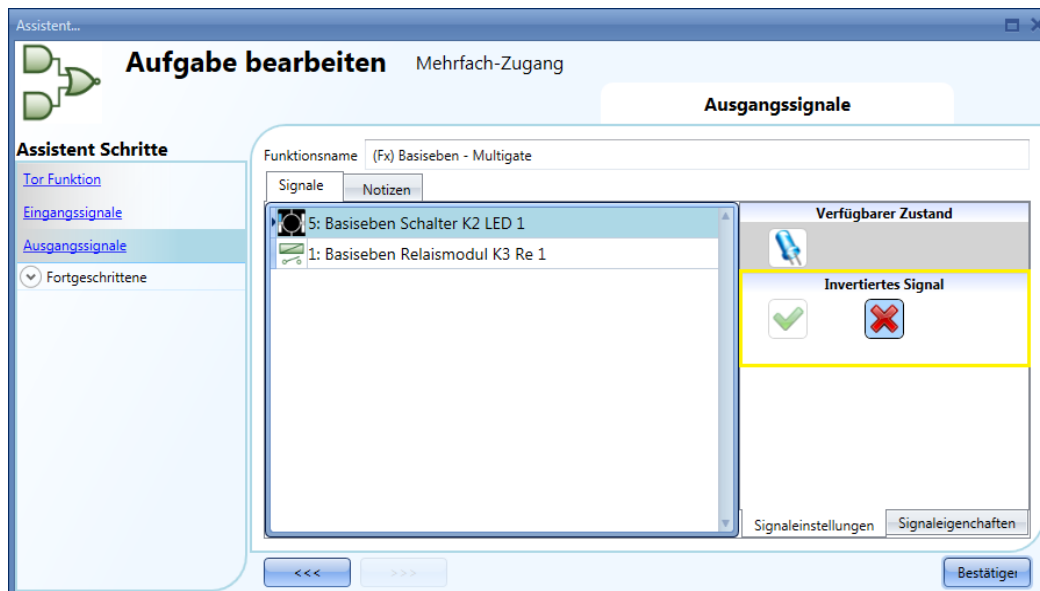 Assistent...
Aufgabe bearbeiten Mehrfach-Zugang
Ausgangssignale
Assistent Schritte
Tor Funktion
Eingangssignale
Ausgangssignale
Fortgeschrittene
Funktionsname (Fx) Basiseben - Multigate
Signale Notizen
5: Basiseben Schalter K2 LED 1
1: Basiseben Relaismodul K3 Re 1
Verfügbarer Zustand
Invertiertes Signal
Signaleinstellungen Signaleigenchaften
<<< >>> Bestätiger